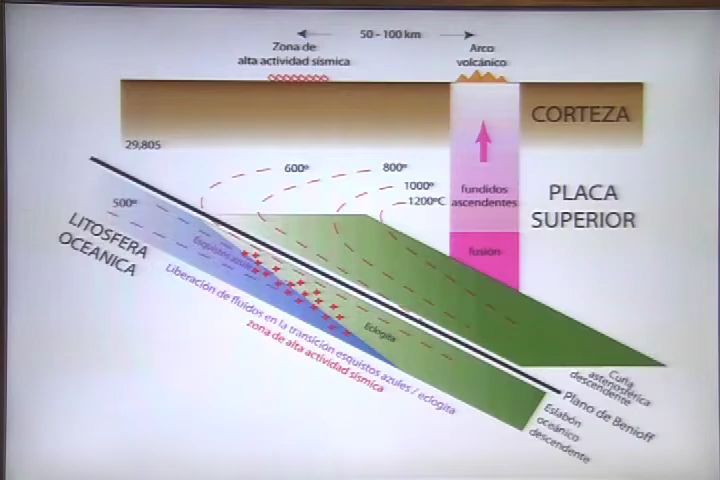 50 - 100 km
Zona de
alta actividad sísmica
Arco
volcánico
CORTEZA
29,805
600º
800º
1000º
1200ºC
fundidos
ascendentes
PLACA
SUPERIOR
500º
LITOSFERA
OCEANICA
Esquistos azules
fusión
Liberación de fluidos en la transición esquistos azules / eclogita
zona de alta actividad sísmica
Eclogita
Cuña
astenosférica
descendente
Plano de Benioff
Eslabón
oceánico
descendente